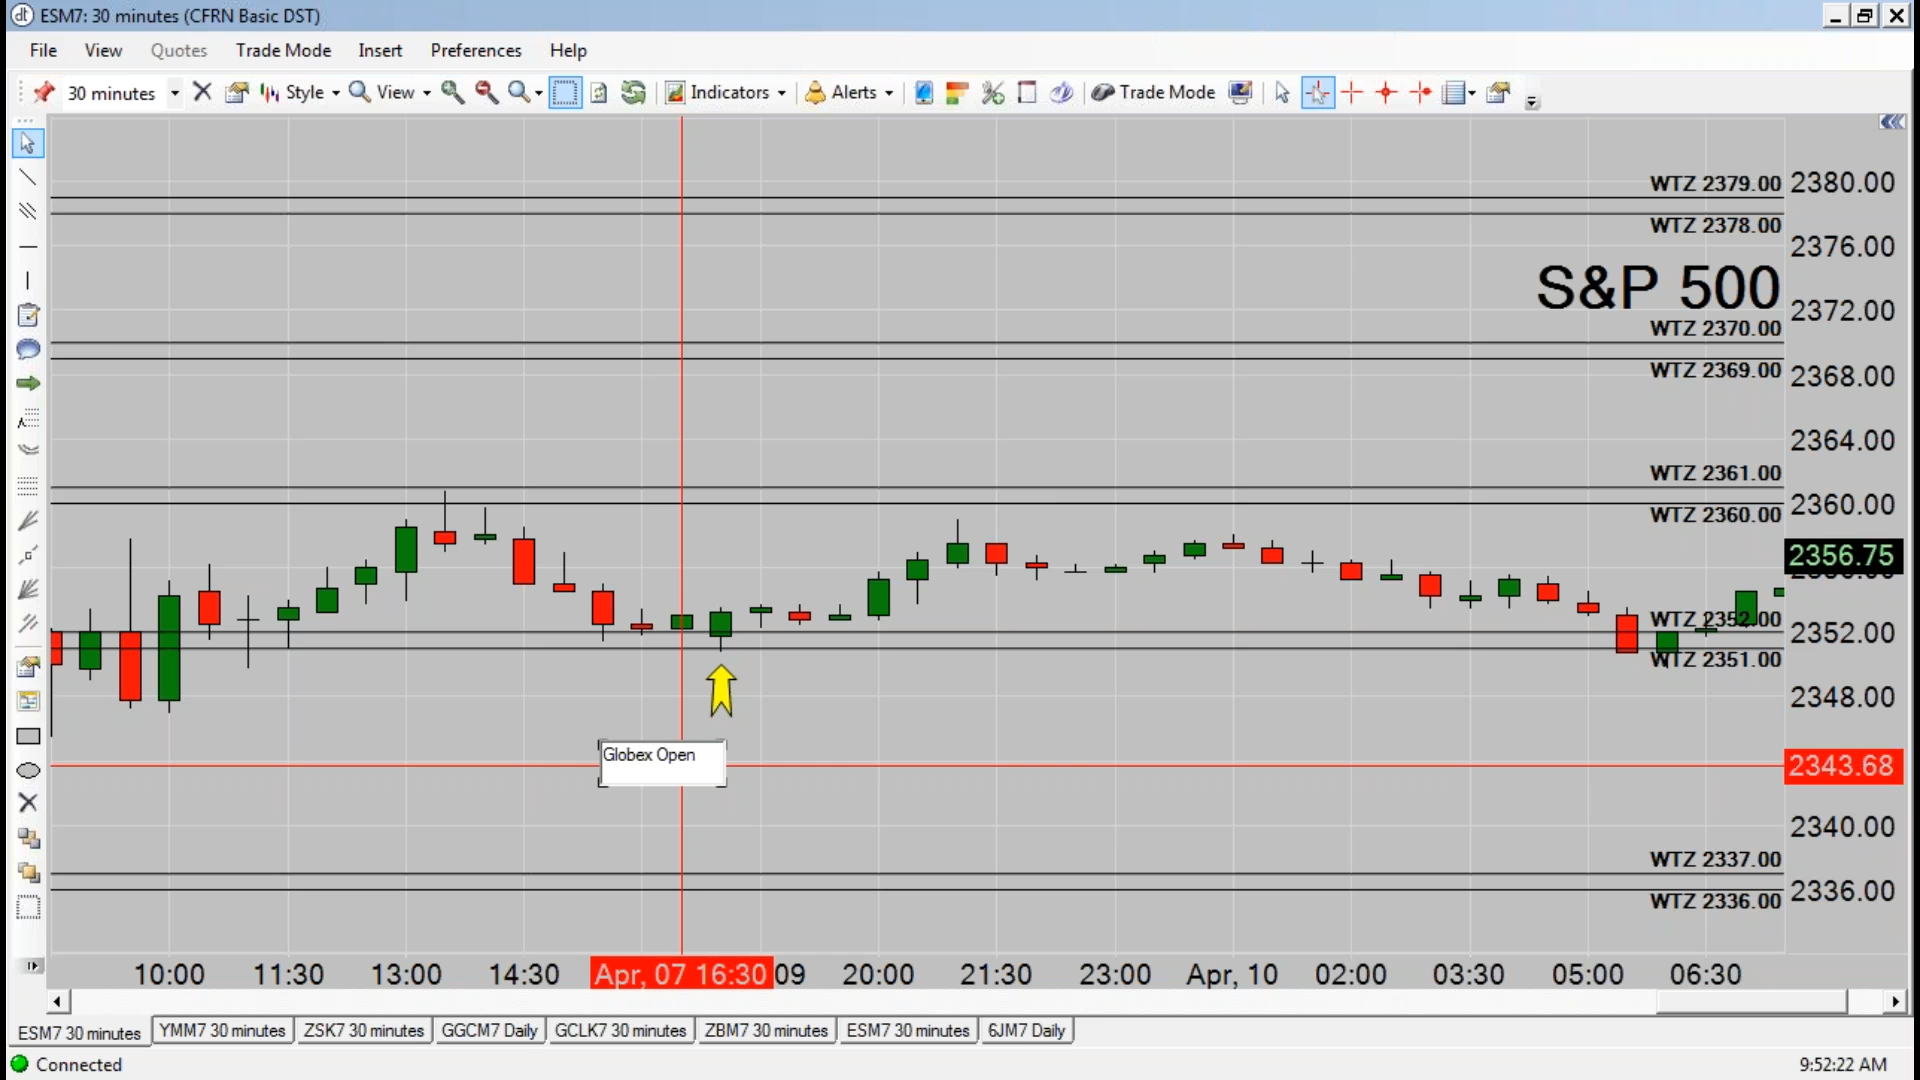 dt ESM7: 30 minutes (CFRN Basic DST)
File View Quotes Trade Mode Insert Preferences Help
30 minutes Style View Indicators Alerts Trade Mode
WTZ 2379.00 2380.00
WTZ 2378.00
2376.00
S&P 500
2372.00
WTZ 2370.00
WTZ 2369.00 2368.00
2364.00
WTZ 2361.00
2360.00
WTZ 2360.00
2356.75
WTZ 2352.00
2352.00
WTZ 2351.00
2348.00
Globex Open
2343.68
2340.00
WTZ 2337.00
2336.00
WTZ 2336.00
10:00 11:30 13:00 14:30 Apr, 07 16:30 09 20:00 21:30 23:00 Apr, 10 02:00 03:30 05:00 06:30
ESM7 30 minutes YMM7 30 minutes ZSK7 30 minutes GGCM7 Daily GCLK7 30 minutes ZBM7 30 minutes ESM7 30 minutes 6JM7 Daily
Connected 9:52:22 AM